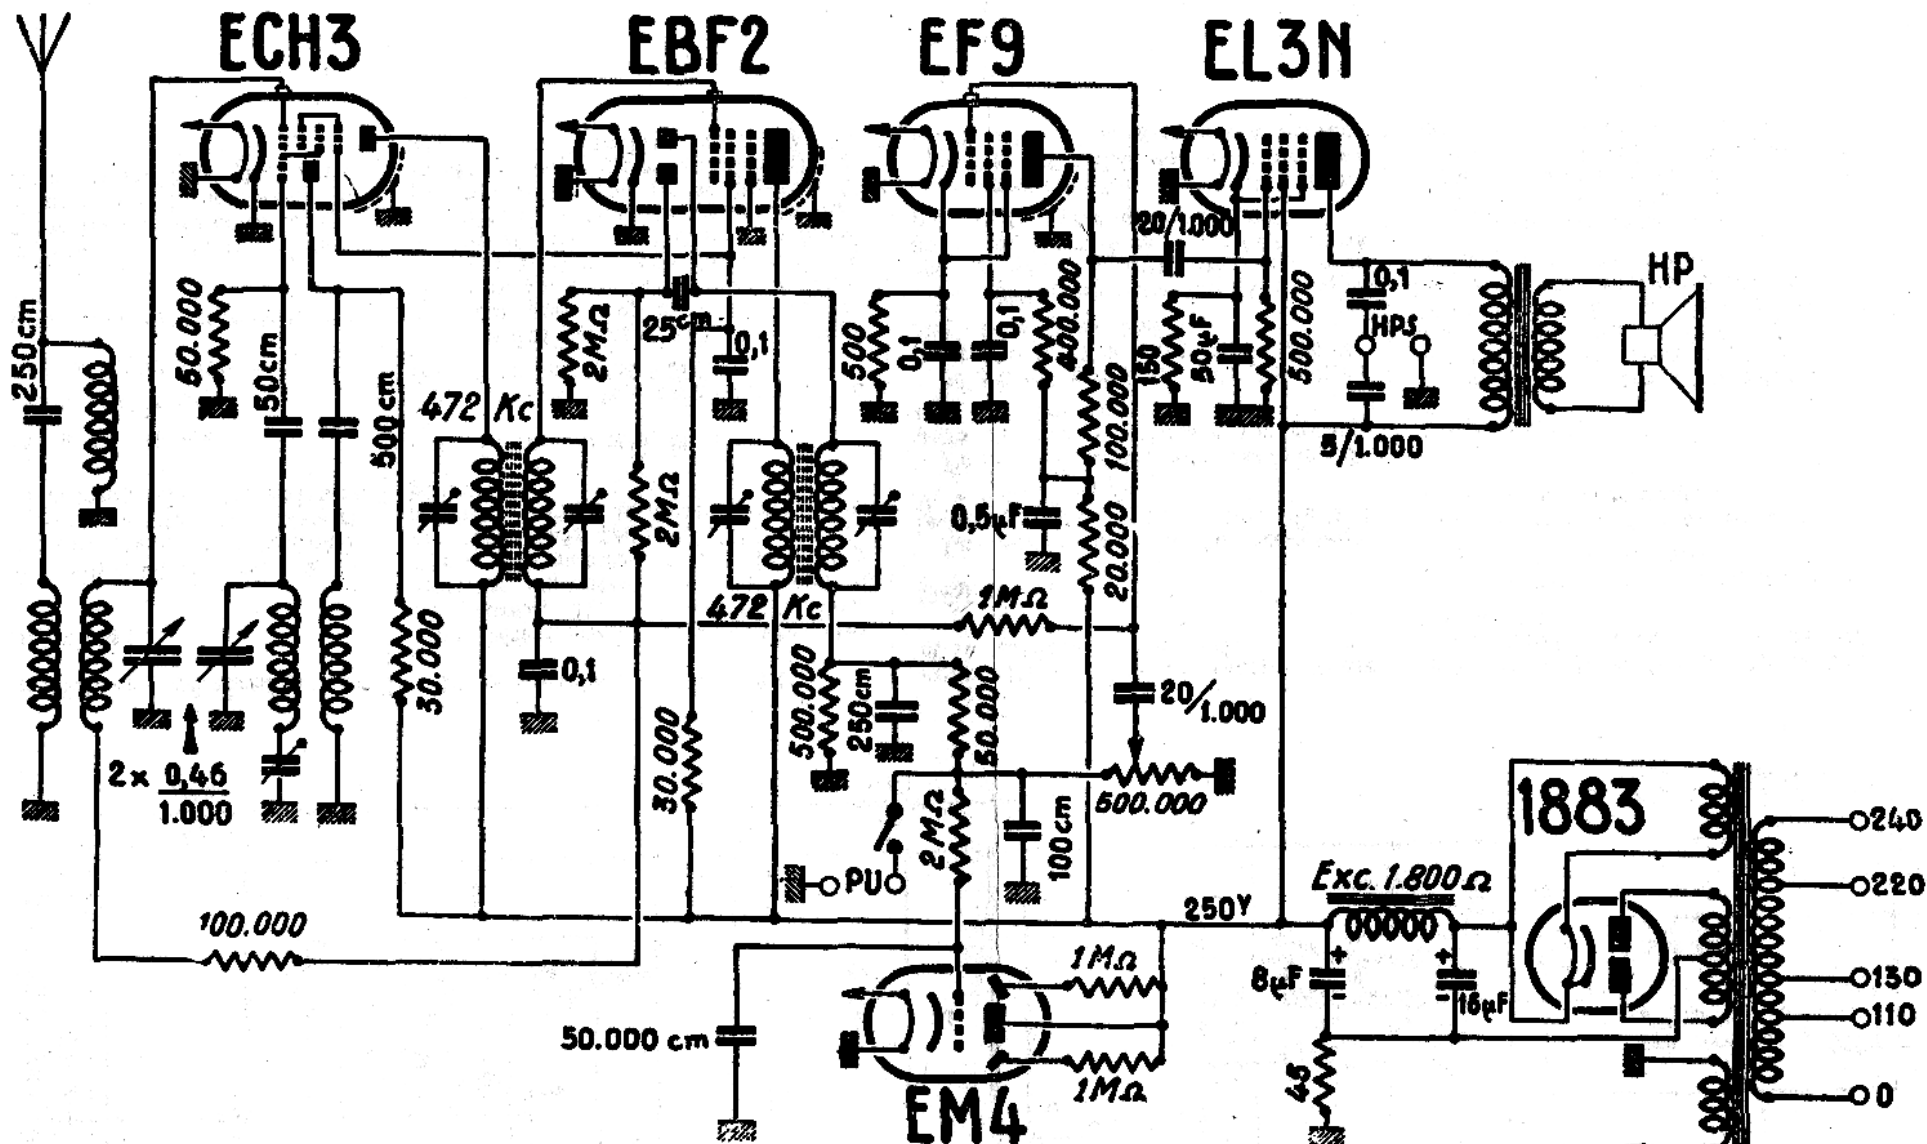 ECH3
EBF2
EF9
EL3N
20/1.000
HP
250cm
50.000
50cm
500cm
2MΩ
25cm
0,1
500
0,1
0,1
400.000
150
50µF
500.000
0,1
HPS
5/1.000
472 Kc
2MΩ
100.000
0,5µF
20.000
472 Kc
1MΩ
30.000
0,1
500.000
250cm
50.000
20/1.000
2x 0,46
1.000
30.000
2MΩ
100cm
500.000
PU
1883
240
220
130
110
0
Exc. 1.800Ω
100.000
250V
1MΩ
8µF
+
-
+
-
16µF
50.000 cm
1MΩ
45
EM4